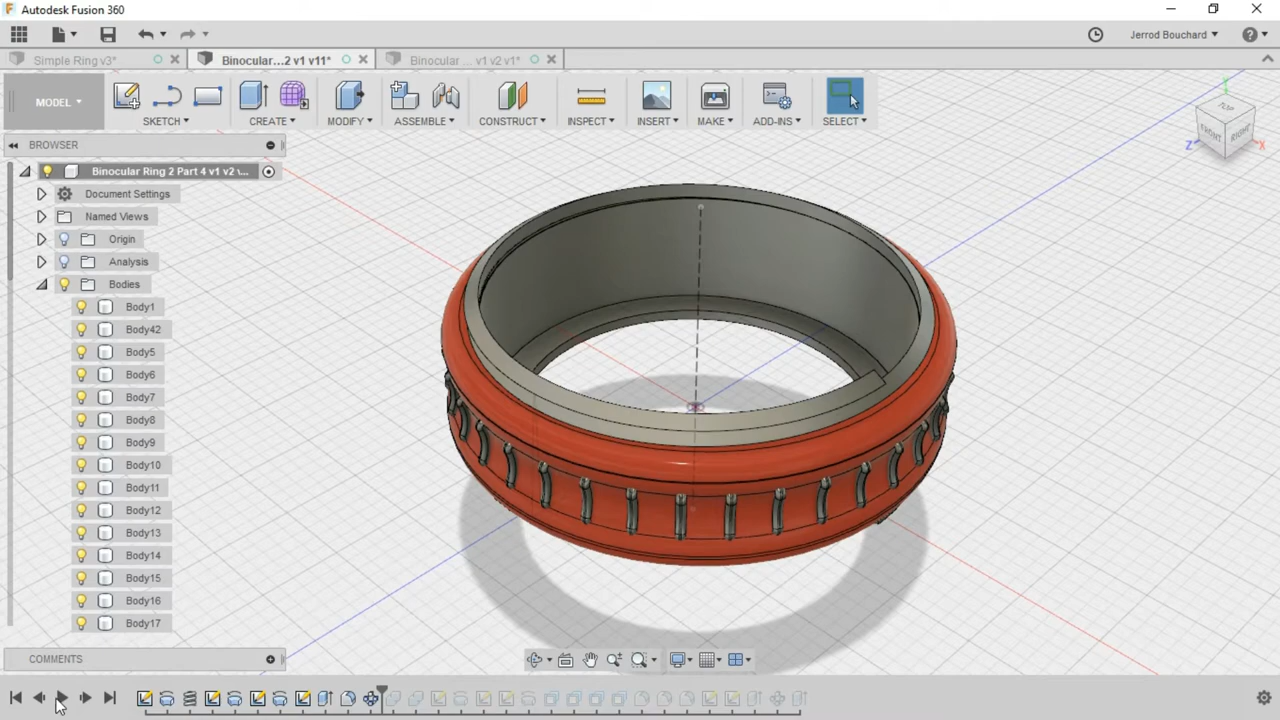 Autodesk Fusion 360
Jerrod Bouchard
Simple Ring v3*
Binocular...2 v1 v11*
Binocular ... v1 v2 v1*
MODEL
SKETCH
CREATE
MODIFY
ASSEMBLE
CONSTRUCT
INSPECT
INSERT
MAKE
ADD-INS
SELECT
TOP
FRONT
RIGHT
Y
Z
X
BROWSER
Binocular Ring 2 Part 4 v1 v2 v...
Document Settings
Named Views
Origin
Analysis
Bodies
Body1
Body42
Body5
Body6
Body7
Body8
Body9
Body10
Body11
Body12
Body13
Body14
Body15
Body16
Body17
COMMENTS